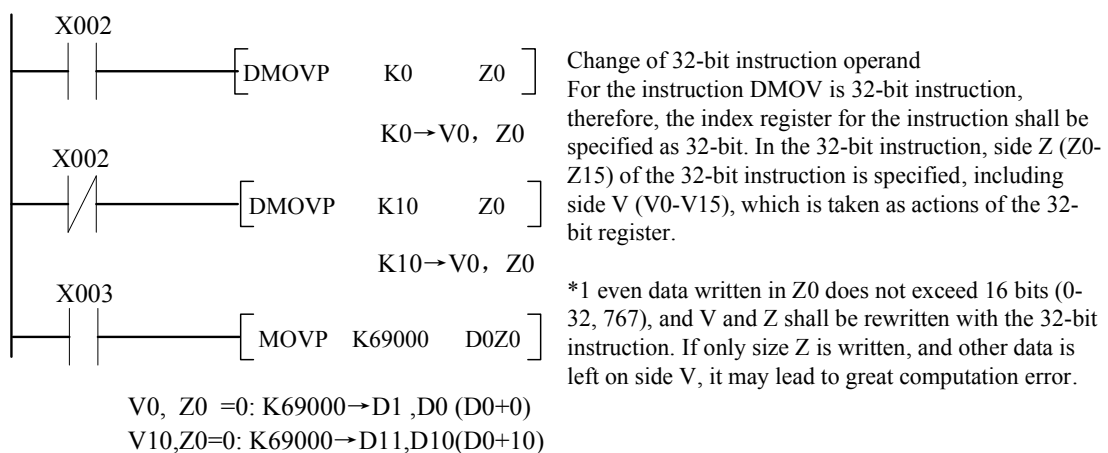 X002
DMOVP K0 Z0
K0→V0，Z0
X002
DMOVP K10 Z0
K10→V0，Z0
X003
MOVP K69000 D0Z0
V0, Z0 =0: K69000→D1 ,D0 (D0+0)
V10,Z0=0: K69000→D11,D10(D0+10)
Change of 32-bit instruction operand
For the instruction DMOV is 32-bit instruction,
therefore, the index register for the instruction shall be
specified as 32-bit. In the 32-bit instruction, side Z (Z0-
Z15) of the 32-bit instruction is specified, including
side V (V0-V15), which is taken as actions of the 32-
bit register.
*1 even data written in Z0 does not exceed 16 bits (0-
32, 767), and V and Z shall be rewritten with the 32-bit
instruction. If only size Z is written, and other data is
left on side V, it may lead to great computation error.